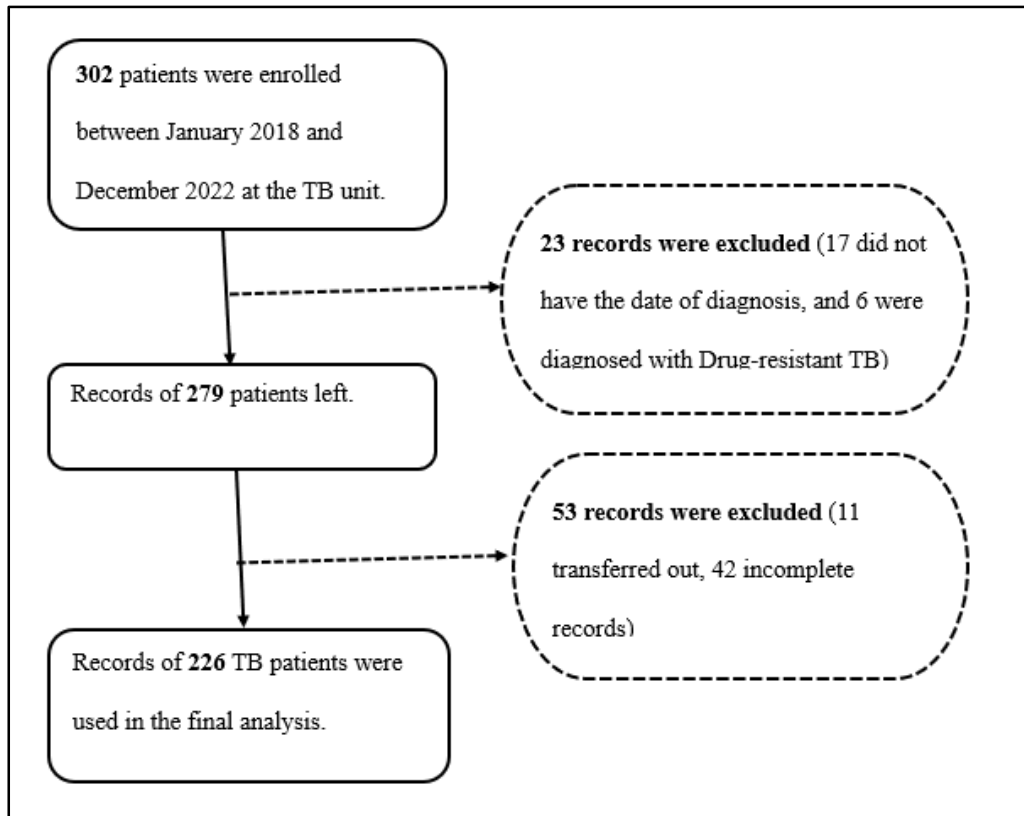 302 patients were enrolled
between January 2018 and
December 2022 at the TB unit.
23 records were excluded (17 did not
have the date of diagnosis, and 6 were
diagnosed with Drug-resistant TB)
Records of 279 patients left.
53 records were excluded (11
transferred out, 42 incomplete
records)
Records of 226 TB patients were
used in the final analysis.